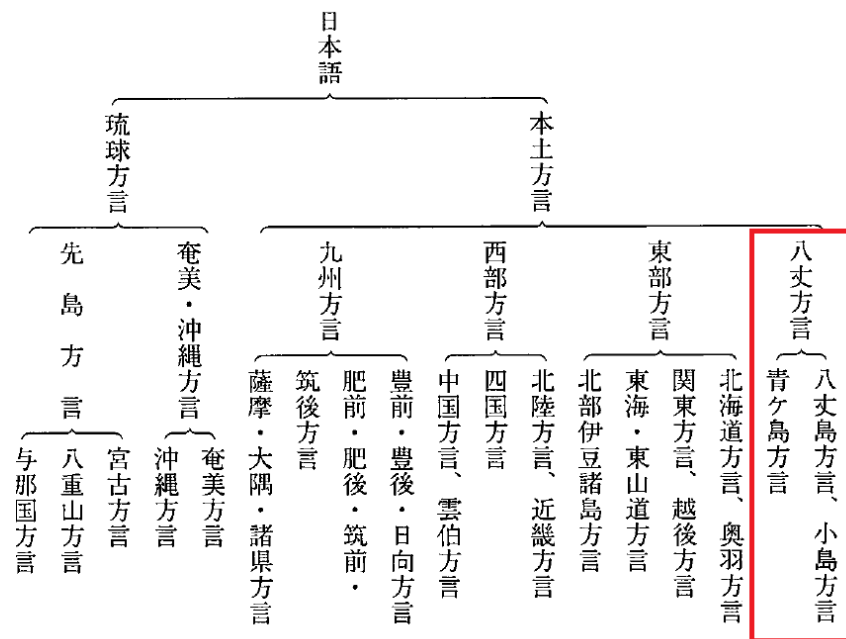 日本語
本土方言
琉球方言
八丈方言
東部方言
西部方言
九州方言
奄美・沖縄方言
先島方言
八丈島方言、小島方言
青ケ島方言
北海道方言、奥羽方言
関東方言、越後方言
東海・東山道方言
北部伊豆諸島方言
北陸方言、近畿方言
四国方言
中国方言、雲伯方言
豊前・豊後・日向方言
肥前・肥後・筑前・
筑後方言
薩摩・大隅・諸県方言
奄美方言
沖縄方言
宮古方言
八重山方言
与那国方言